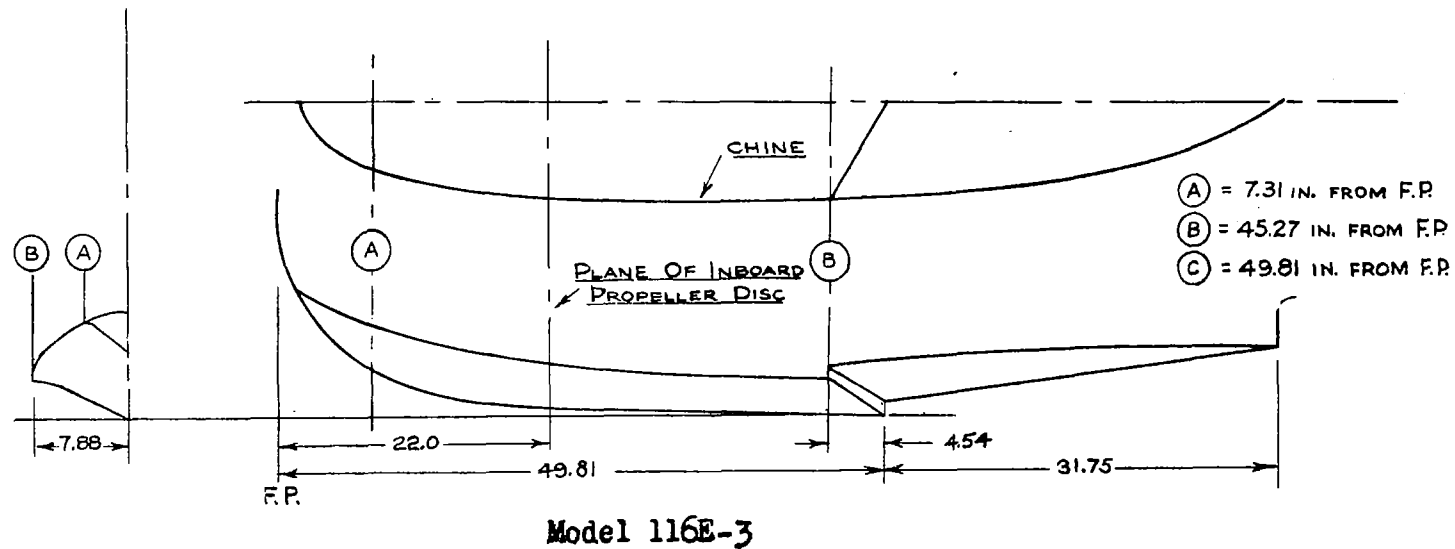 CHINE
Ⓐ = 7.31 IN. FROM F.P.
Ⓑ = 45.27 IN. FROM F.P.
Ⓒ = 49.81 IN. FROM F.P.
B A
A
B
PLANE OF INBOARD
PROPELLER DISC
7.88
22.0
4.54
49.81
31.75
F.P.
Model 116E-3